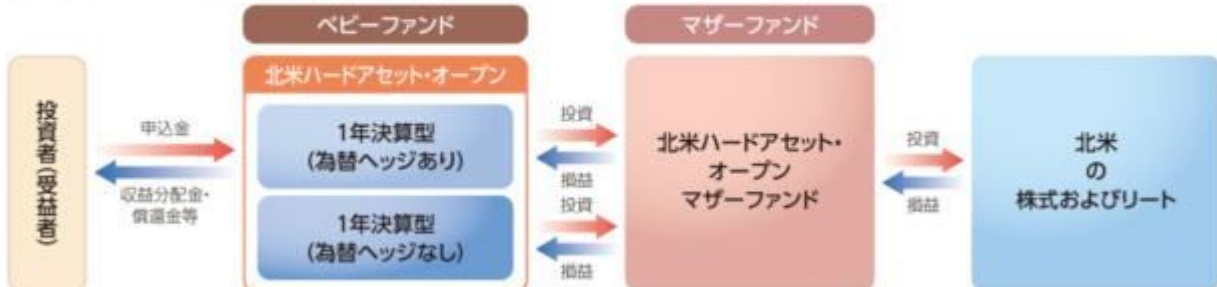 ベビーファンド
マザーファンド
投資者(受益者)
申込金
収益分配金・
償還金等
北米ハードアセット・オープン
1年決算型
(為替ヘッジあり)
1年決算型
(為替ヘッジなし)
投資
損益
投資
損益
北米ハードアセット・
オープン
マザーファンド
投資
損益
北米
の
株式およびリート